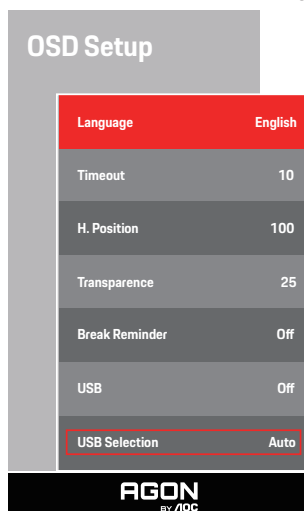 OSD Setup
Language English
Timeout 10
H. Position 100
Transparence 25
Break Reminder Off
USB Off
USB Selection Auto
AGON
BY AOC